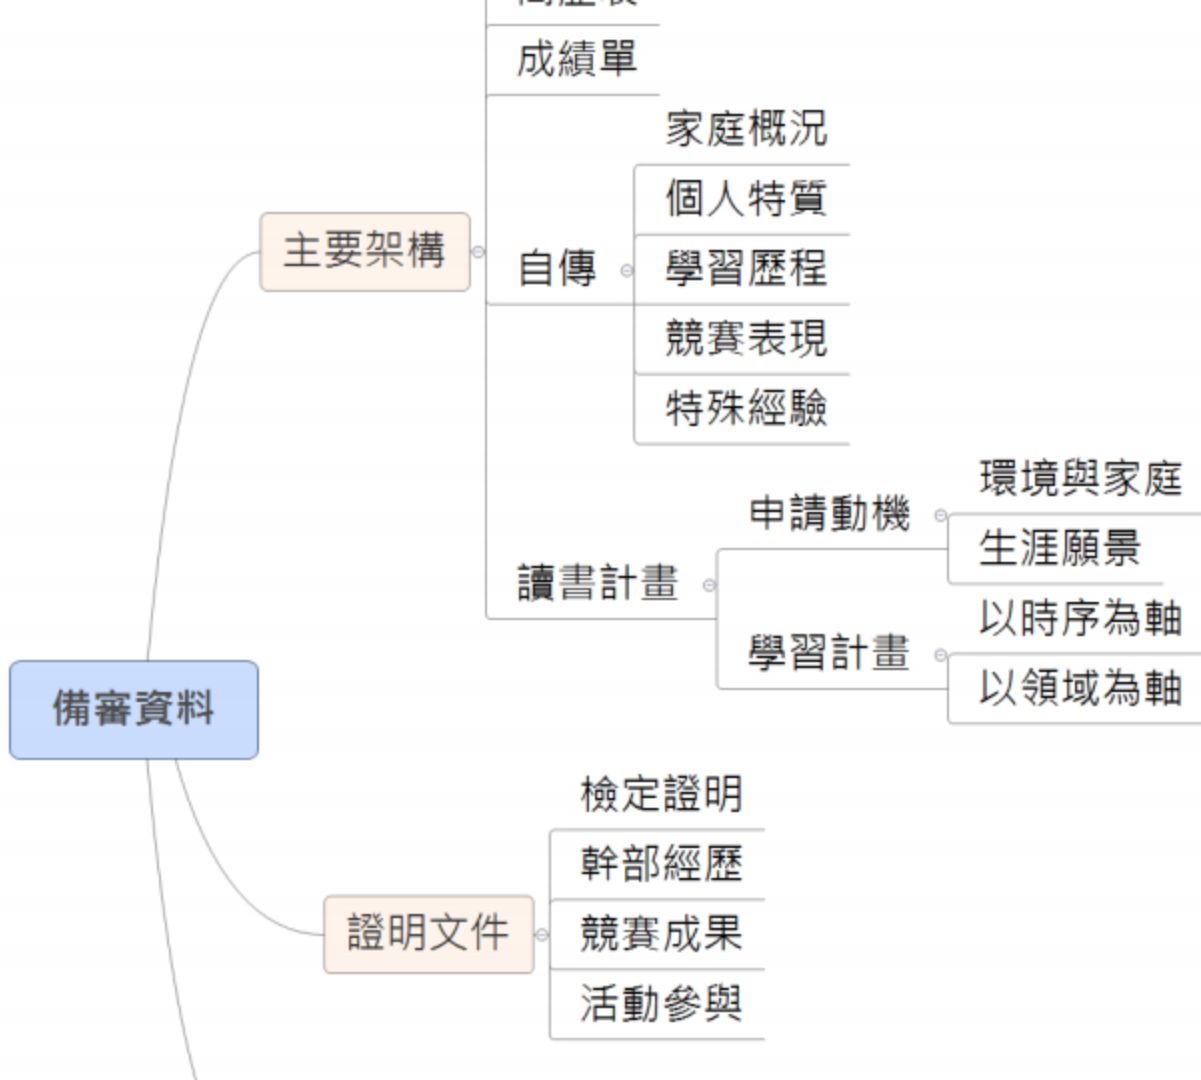 成績單
家庭概況
個人特質
主要架構
自傳
學習歷程
競賽表現
特殊經驗
環境與家庭
申請動機
生涯願景
讀書計畫
以時序為軸
學習計畫
以領域為軸
備審資料
檢定證明
幹部經歷
證明文件
競賽成果
活動參與